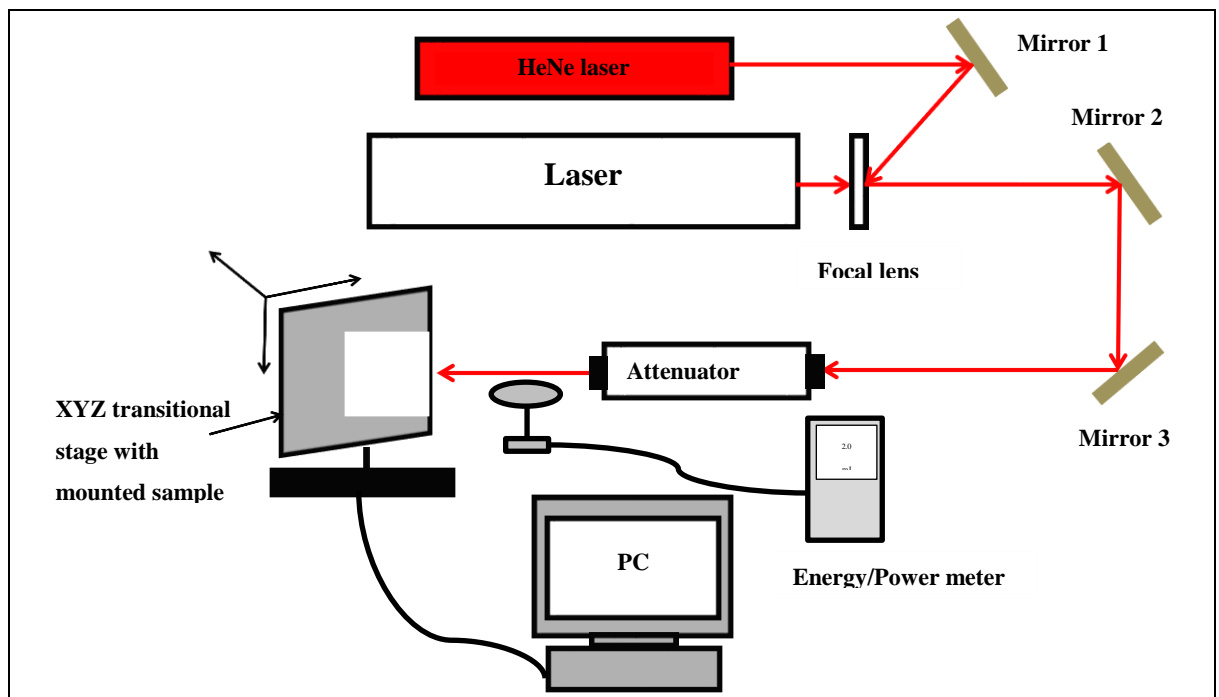 Mirror 1
HeNe laser
Mirror 2
Laser
Focal lens
Attenuator
XYZ transitional
stage with
mounted sample
Mirror 3
2.0
PC
Energy/Power meter